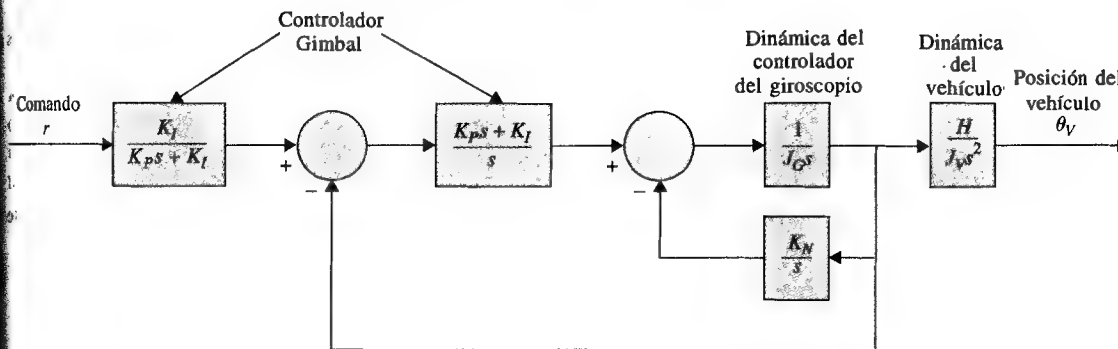 Controlador
Gimbal
Dinámica del
controlador
del giroscopio
Dinámica
del
vehículo
Posición del
vehículo
θ_V
Comando
r
K_I
K_P s + K_I
+
−
K_P s + K_I
s
+
−
1
J_G s
H
J_V s²
K_N
s